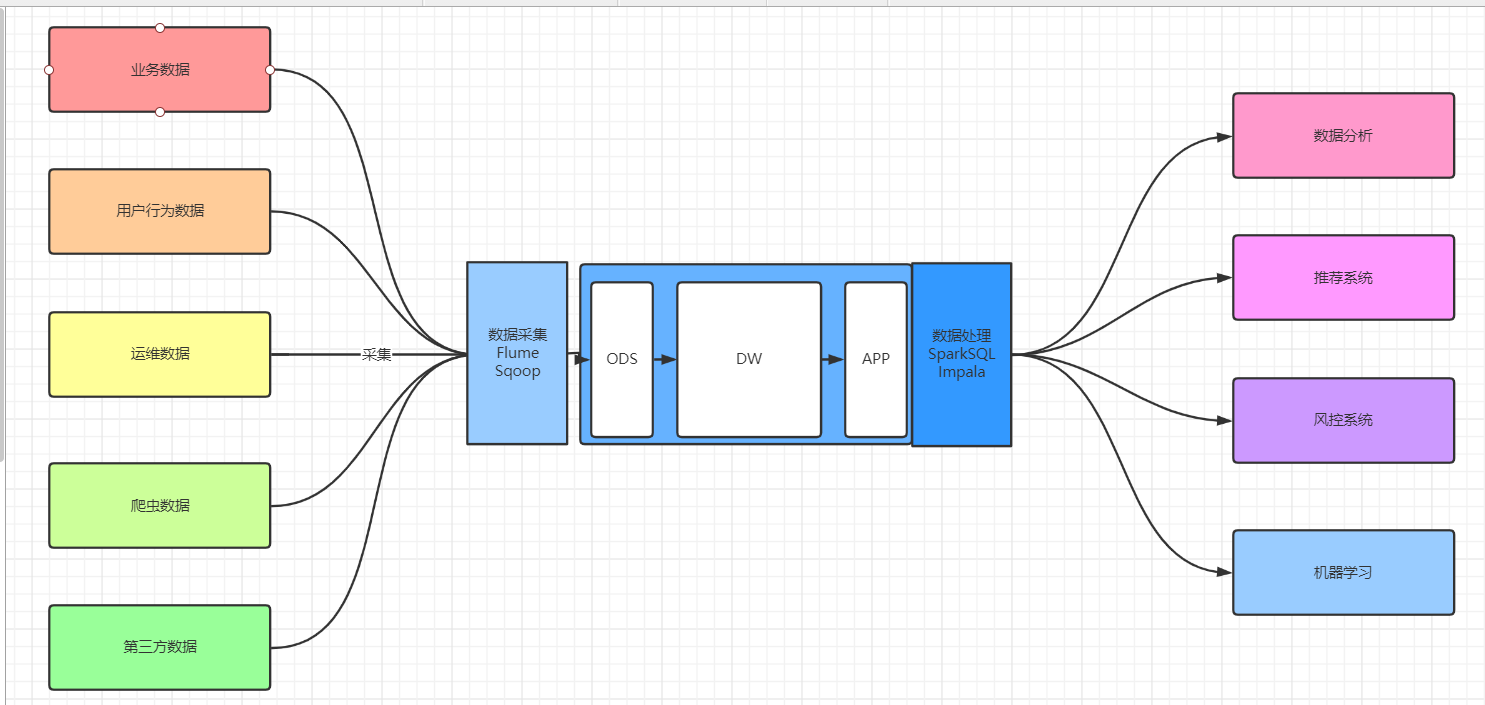 业务数据
用户行为数据
运维数据
爬虫数据
第三方数据
采集
数据采集
Flume
Sqoop
ODS
DW
APP
数据处理
SparkSQL
Impala
数据分析
推荐系统
风控系统
机器学习